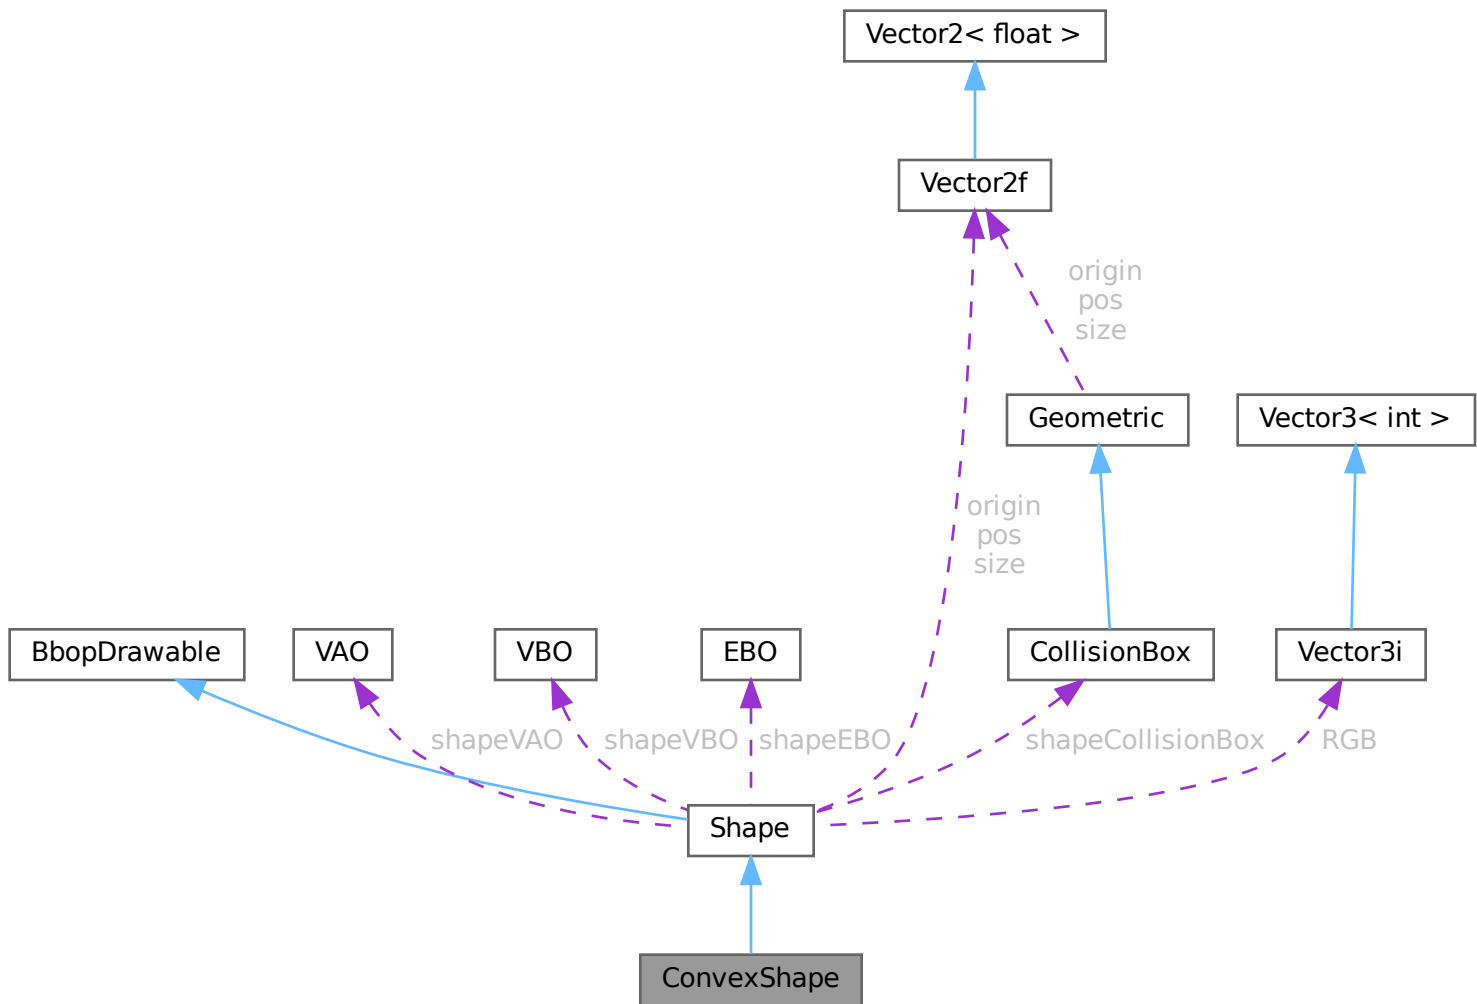 Vector2< float >
Vector2f
origin
pos
size
Geometric
Vector3< int >
origin
pos
size
BbopDrawable
VAO
VBO
EBO
CollisionBox
Vector3i
shapeVAO
shapeVBO
shapeEBO
shapeCollisionBox
RGB
Shape
ConvexShape